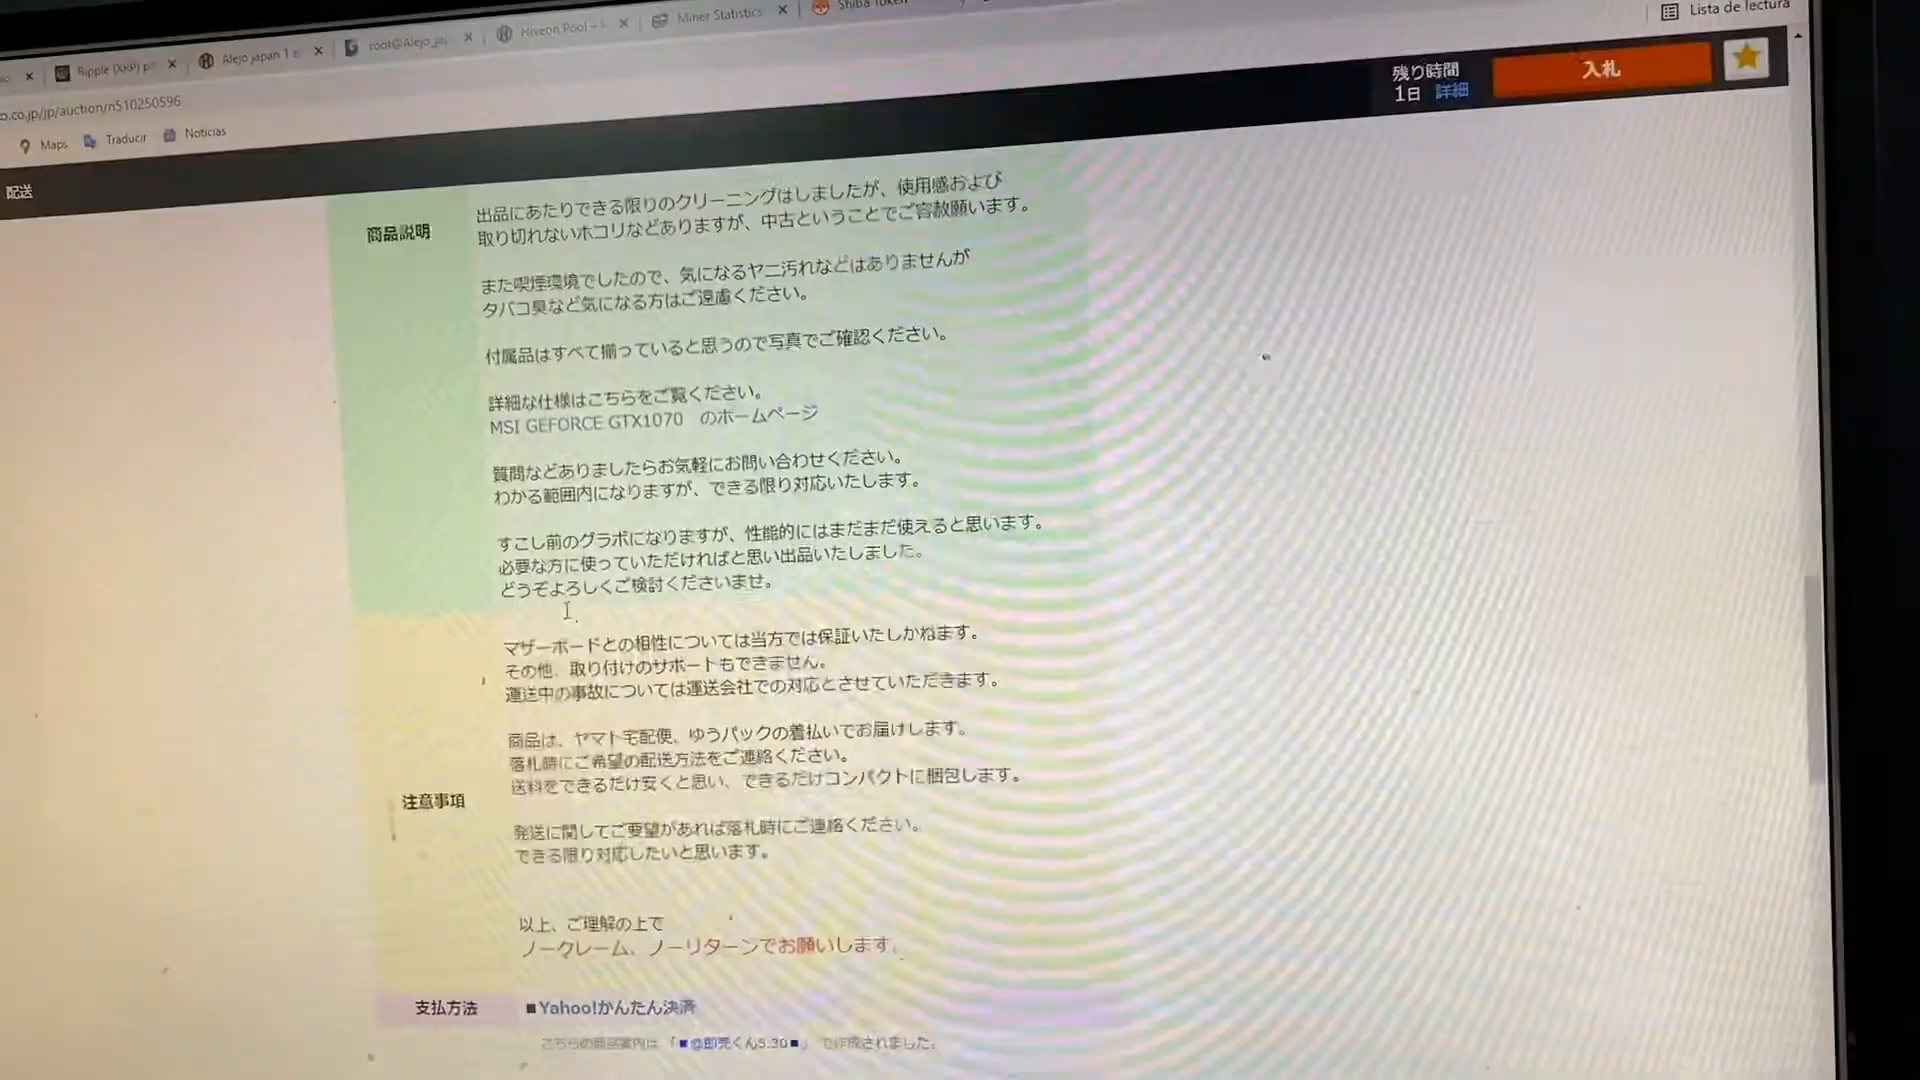 Ripple (XRP) p
Alejo japan 1 e
root@Alejo_jap
Hiveon Pool -
Miner Statistics
Shiba Token
Lista de lectura
o.co.jp/jp/auction/n510250596
Maps
Traducir
Noticias
残り時間
1日 詳細
入札
配送
商品説明
出品にあたりできる限りのクリーニングはしましたが、使用感および
取り切れないホコリなどありますが、中古ということでご容赦願います。
また喫煙環境でしたので、気になるヤニ汚れなどはありませんが
タバコ臭など気になる方はご遠慮ください。
付属品はすべて揃っていると思うので写真でご確認ください。
詳細な仕様はこちらをご覧ください。
MSI GEFORCE GTX1070 のホームページ
質問などありましたらお気軽にお問い合わせください。
わかる範囲内になりますが、できる限り対応いたします。
すこし前のグラボになりますが、性能的にはまだまだ使えると思います。
必要な方に使っていただければと思い出品いたしました。
どうぞよろしくご検討くださいませ。
注意事項
マザーボードとの相性については当方では保証いたしかねます。
その他、取り付けのサポートもできません。
運送中の事故については運送会社での対応とさせていただきます。
商品は、ヤマト宅配便、ゆうパックの着払いでお届けします。
落札時にご希望の配送方法をご連絡ください。
送料をできるだけ安くと思い、できるだけコンパクトに梱包します。
発送に関してご要望があれば落札時にご連絡ください。
できる限り対応したいと思います。
以上、ご理解の上で
ノークレーム、ノーリターンでお願いします。
支払方法
■Yahoo!かんたん決済
こちらの商品案内は 「■@即売くん5.30■」 で作成されました。